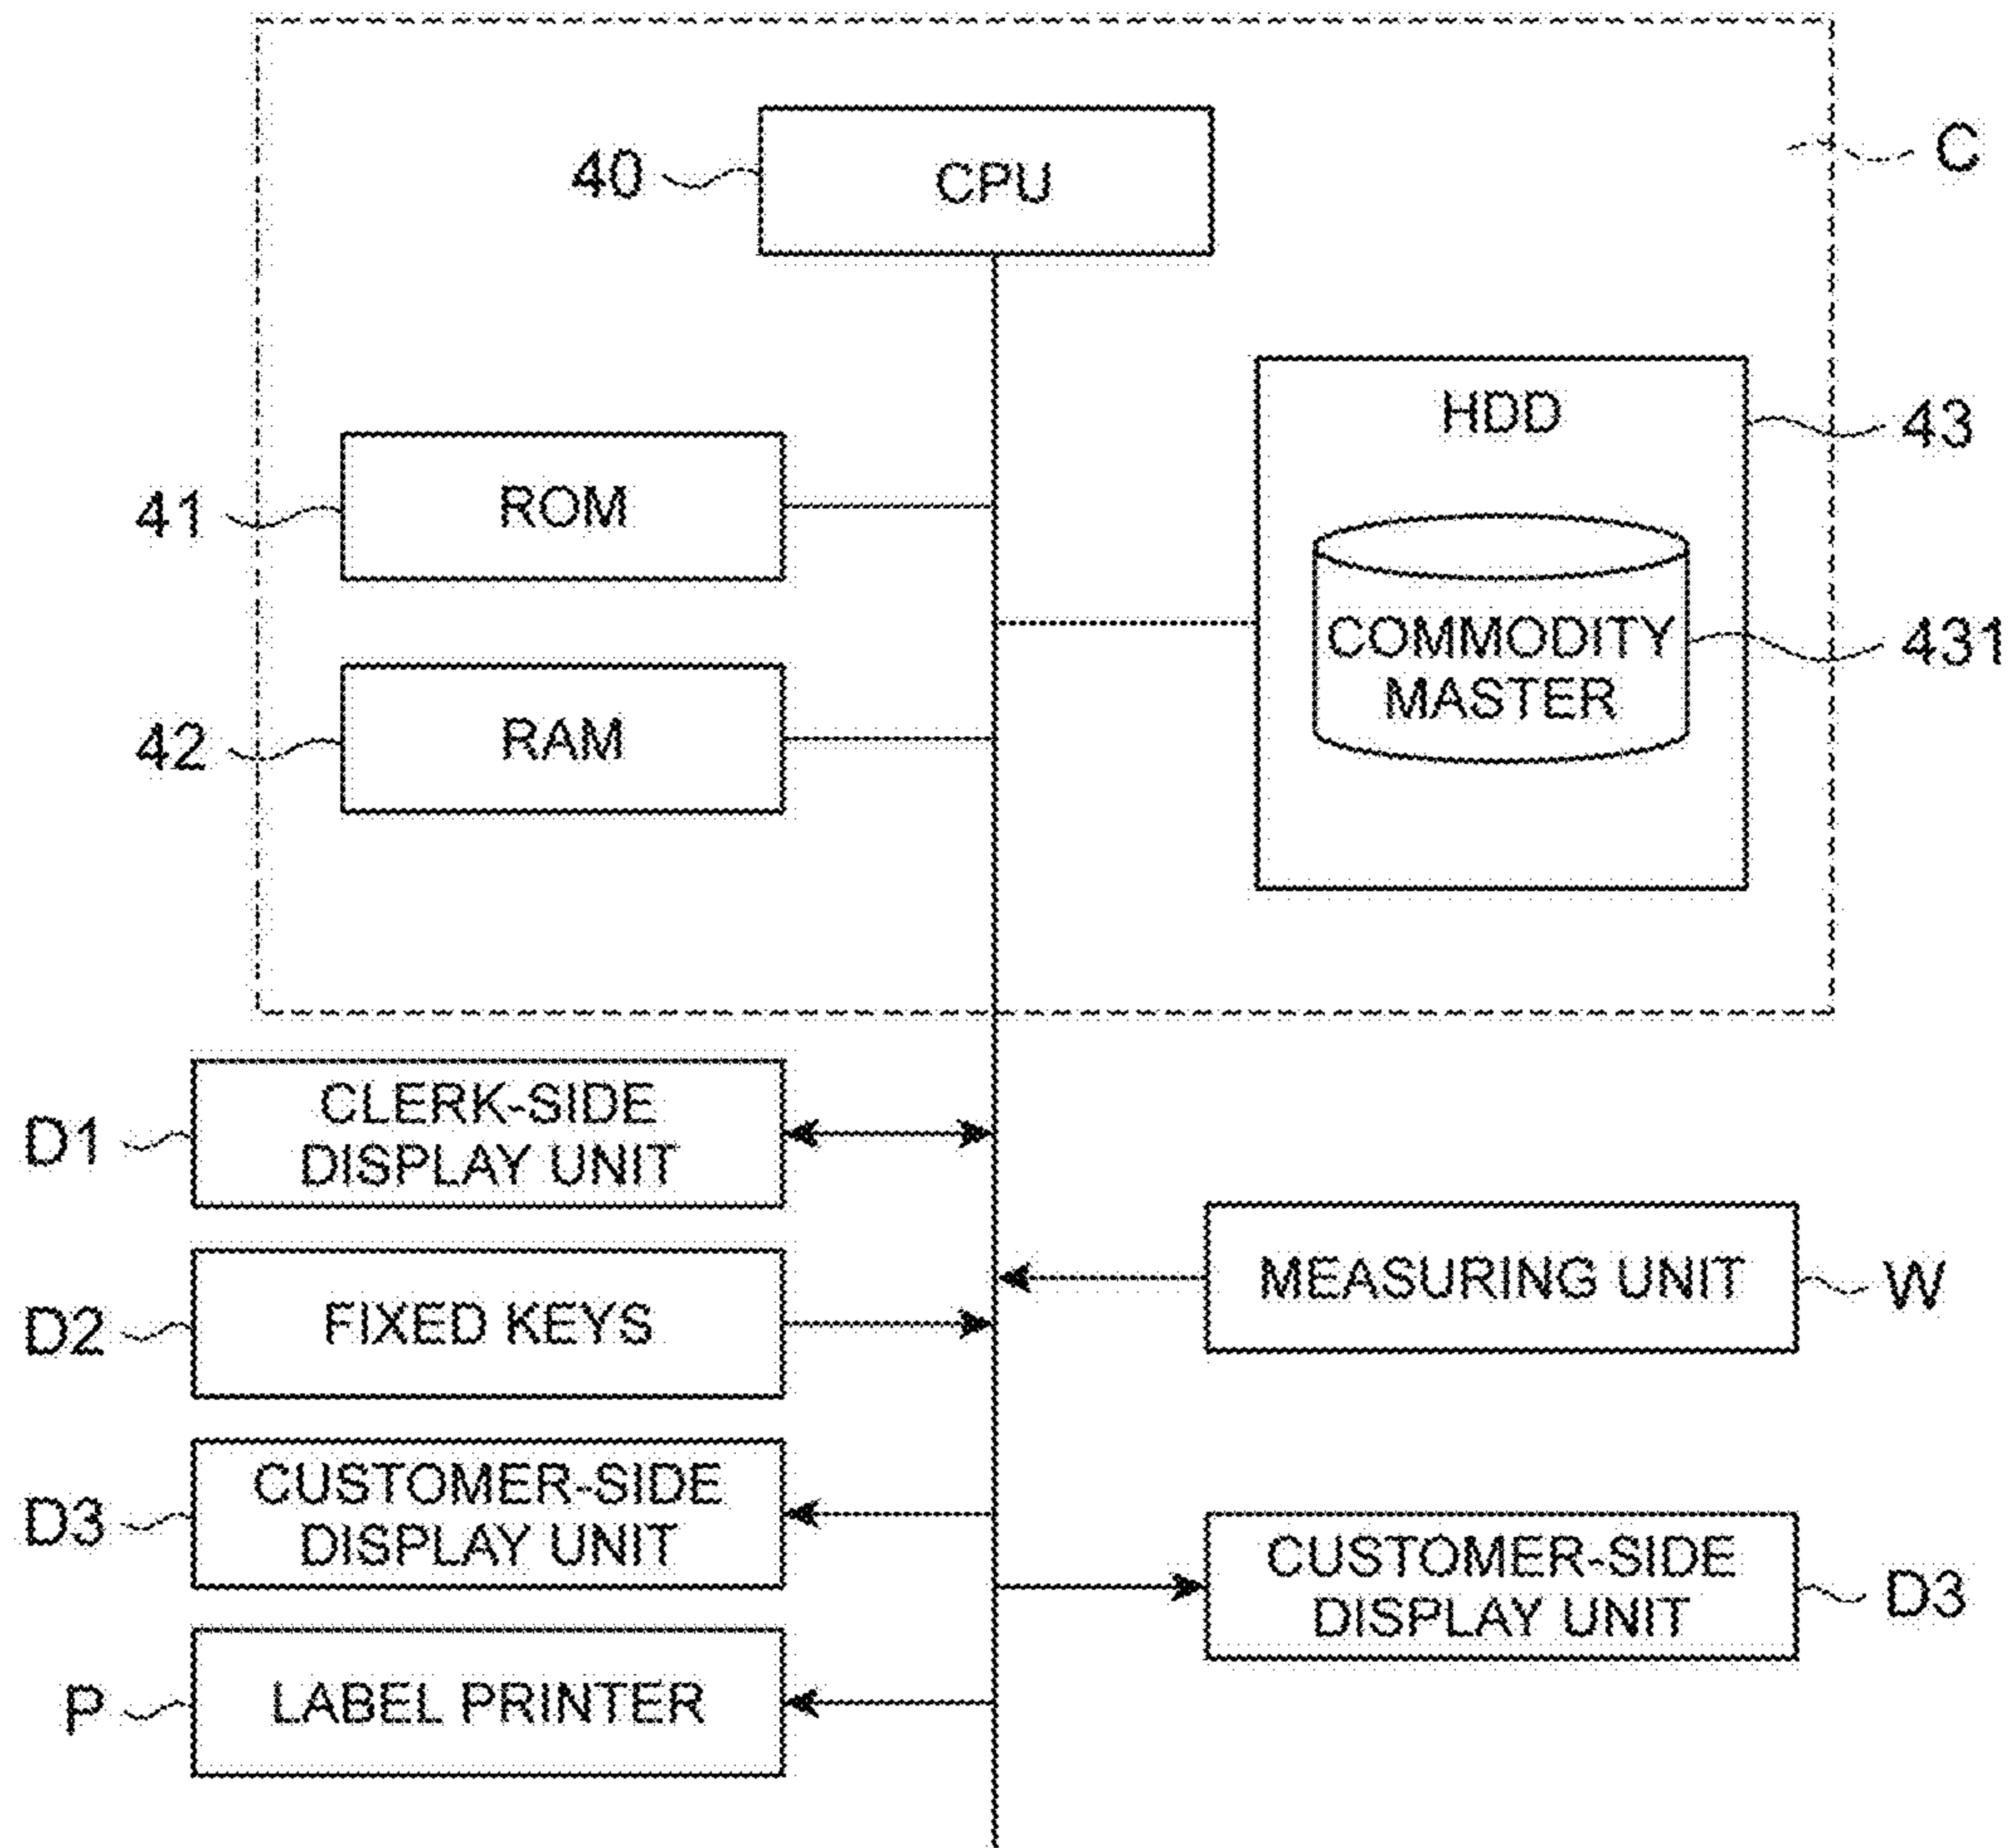 C
40 CPU
HDD 43
41 ROM
COMMODITY 431
MASTER
42 RAM
CLERK-SIDE
D1 DISPLAY UNIT
MEASURING UNIT W
D2 FIXED KEYS
CUSTOMER-SIDE
D3 DISPLAY UNIT
CUSTOMER-SIDE
DISPLAY UNIT D3
P LABEL PRINTER